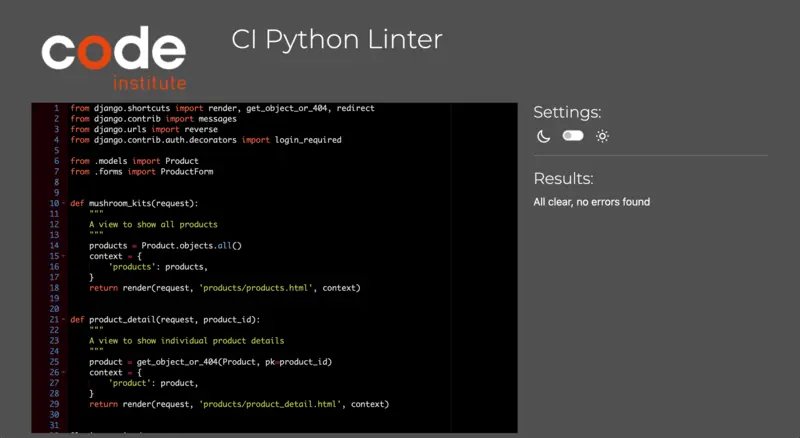 code
institute
CI Python Linter
1 from django.shortcuts import render, get_object_or_404, redirect
2 from django.contrib import messages
3 from django.urls import reverse
4 from django.contrib.auth.decorators import login_required
5
6 from .models import Product
7 from .forms import ProductForm
8
9
10 def mushroom_kits(request):
11 """
12 A view to show all products
13 """
14 products = Product.objects.all()
15 context = {
16 'products': products,
17 }
18 return render(request, 'products/products.html', context)
19
20
21 def product_detail(request, product_id):
22 """
23 A view to show individual product details
24 """
25 product = get_object_or_404(Product, pk=product_id)
26 context = {
27 'product': product,
28 }
29 return render(request, 'products/product_detail.html', context)
30
31
Settings:
Results:
All clear, no errors found